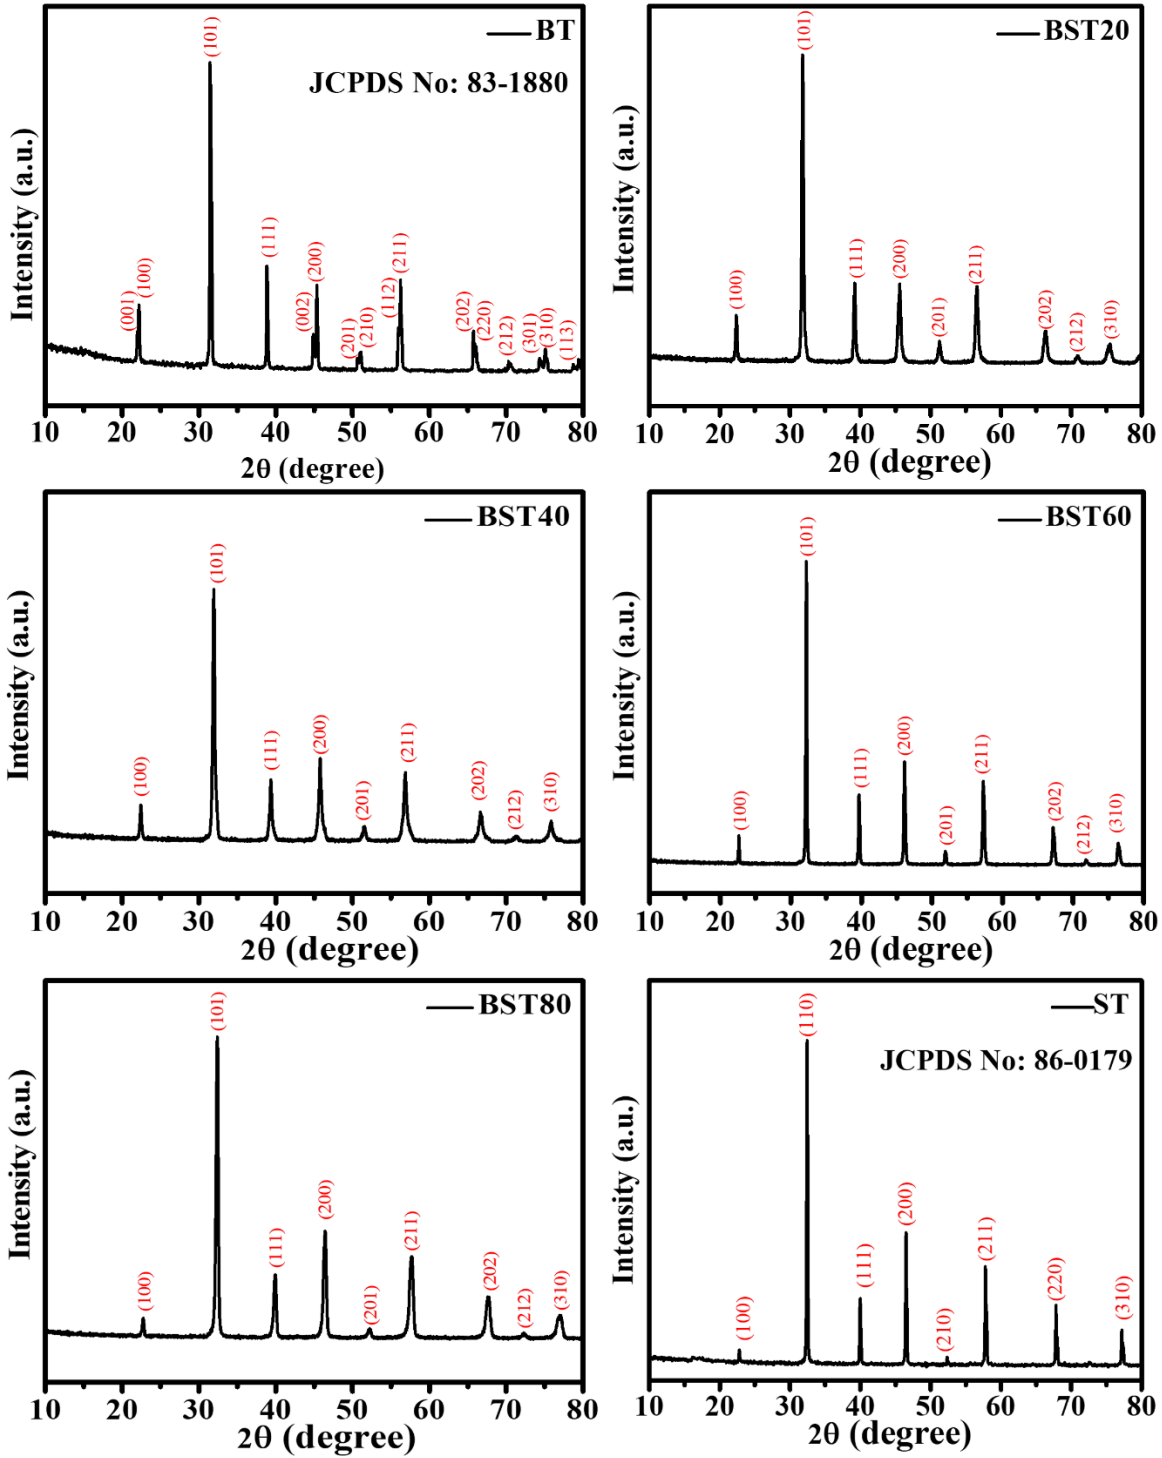 BT
JCPDS No: 83-1880
Intensity (a.u.)
(001)
(100)
(101)
(111)
(002)
(200)
(201)
(210)
(112)
(211)
(202)
(220)
(212)
(301)
(310)
(113)
10 20 30 40 50 60 70 80
2θ (degree)
BST20
Intensity (a.u.)
(100)
(101)
(111)
(200)
(201)
(211)
(202)
(212)
(310)
10 20 30 40 50 60 70 80
2θ (degree)
BST40
Intensity (a.u.)
(100)
(101)
(111)
(200)
(201)
(211)
(202)
(212)
(310)
10 20 30 40 50 60 70 80
2θ (degree)
BST60
Intensity (a.u.)
(100)
(101)
(111)
(200)
(201)
(211)
(202)
(212)
(310)
10 20 30 40 50 60 70 80
2θ (degree)
BST80
Intensity (a.u.)
(100)
(101)
(111)
(200)
(201)
(211)
(202)
(212)
(310)
10 20 30 40 50 60 70 80
2θ (degree)
ST
JCPDS No: 86-0179
Intensity (a.u.)
(100)
(110)
(111)
(200)
(210)
(211)
(220)
(310)
10 20 30 40 50 60 70 80
2θ (degree)